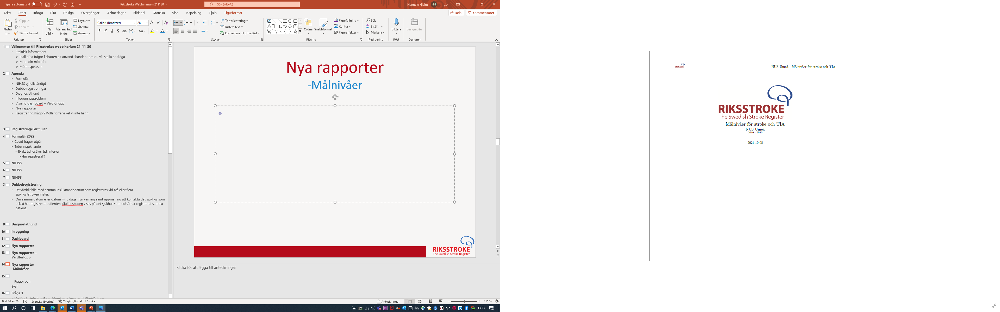 Spara automatiskt
Riksstroke Webbinarium 211130
Sök (Alt+C)
Hannele Hjelm
HH
Arkiv
Start
Infoga
Rita
Design
Övergångar
Animeringar
Bildspel
Granska
Visa
Inspelning
Hjälp
Figurformat
Dela
Kommentarer
Klistra in
Klipp ut
Kopiera
Hämta format
Urklipp
Ny bild
Återanvänd bilder
Layout
Återställ
Avsnitt
Bilder
Calibri (Brödtext)
28
F K U S ab AV Aa A
Tecken
Textorientering
Justera text
Konvertera till SmartArt
Stycke
Ordna
Snabbformat
Figurfyllning
Kontur
Figureffekter
Ritning
Sök
Ersätt
Markera
Redigering
Diktera
Röst
Designidéer
Designer
1 Välkommen till Riksstrokes webbinarium 21-11-30
• Praktisk information:
➢ Ställ dina frågor i chatten alt använd "handen" om du vill ställa en fråga
➢ Muta din mikrofon
➢ Mötet spelas in
2 Agenda
• Formulär
• NIHSS ej fullständigt
• Dubbelregistreringar
• Diagnoslathund
• Inloggningsproblem
• Visning dashboard – Vårdförlopp
• Nya rapporter
• Registreringsfrågor? Kolla förra vilket vi inte hann
3 Registrering/Formulär
4 Formulär 2022
• Covid frågor utgår
• Tider insjuknande
– Exakt tid, osäker tid, intervall
• Hur registrera??
5 NIHSS
6 NIHSS
7 NIHSS
8 Dubbelregistrering
• Ett vårdtillfälle med samma insjuknandedatum som registreras vid två eller flera
sjukhus/strokeenheter.
• Om samma datum eller datum +- 5 dagar; En varning samt uppmaning att kontakta det sjukhus som
också har registrerat patienten. Sjukhuskoden visas på det sjukhus som också har registrerat samma
patient.
9 Diagnoslathund
10 Inloggning
11 Dashboard
12 Nya rapporter
13 Nya rapporter –
Vårdförlopp
14 Nya rapporter
-Målnivåer
15
Frågor och
Svar
16 Fråga 1
Nya rapporter
-Målnivåer
RIKSSTROKE
The Swedish Stroke Register
Klicka för att lägga till anteckningar
Bild 14 av 28
Svenska (Sverige)
Tillgänglighet: Utforska
Anteckningar
113 %
13:53
RIKSSTROKE
NUS Umeå - Målnivåer för stroke och TIA
RIKSSTROKE
The Swedish Stroke Register
Målnivåer för stroke och TIA
NUS Umeå
2019 - 2020
2021-10-08